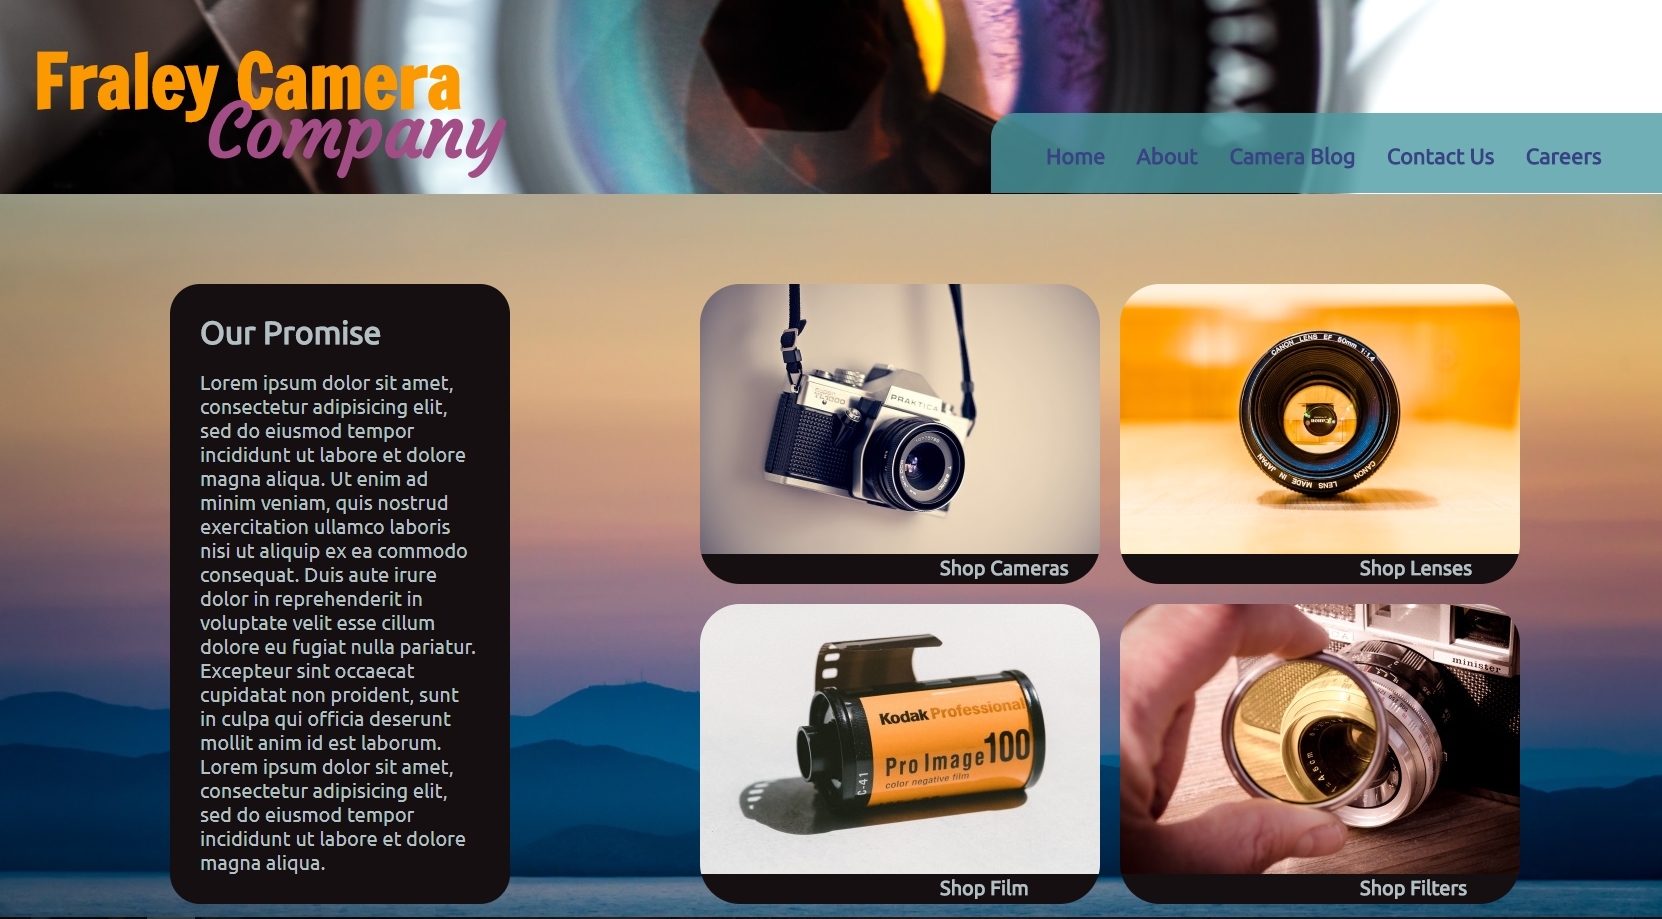 Fraley Camera
Company
Home About Camera Blog Contact Us Careers
Our Promise
Lorem ipsum dolor sit amet,
consectetur adipisicing elit,
sed do eiusmod tempor
incididunt ut labore et dolore
magna aliqua. Ut enim ad
minim veniam, quis nostrud
exercitation ullamco laboris
nisi ut aliquip ex ea commodo
consequat. Duis aute irure
dolor in reprehenderit in
voluptate velit esse cillum
dolore eu fugiat nulla pariatur.
Excepteur sint occaecat
cupidatat non proident, sunt
in culpa qui officia deserunt
mollit anim id est laborum.
Lorem ipsum dolor sit amet,
consectetur adipisicing elit,
sed do eiusmod tempor
incididunt ut labore et dolore
magna aliqua.
PRAKTICA
Shop Cameras
CANON LENS EF 50mm 1:1.4
Canon
CANON LENS MADE IN JAPAN
Shop Lenses
Kodak Professional
Pro Image 100
color negative film
C-41
Shop Film
minister
Shop Filters